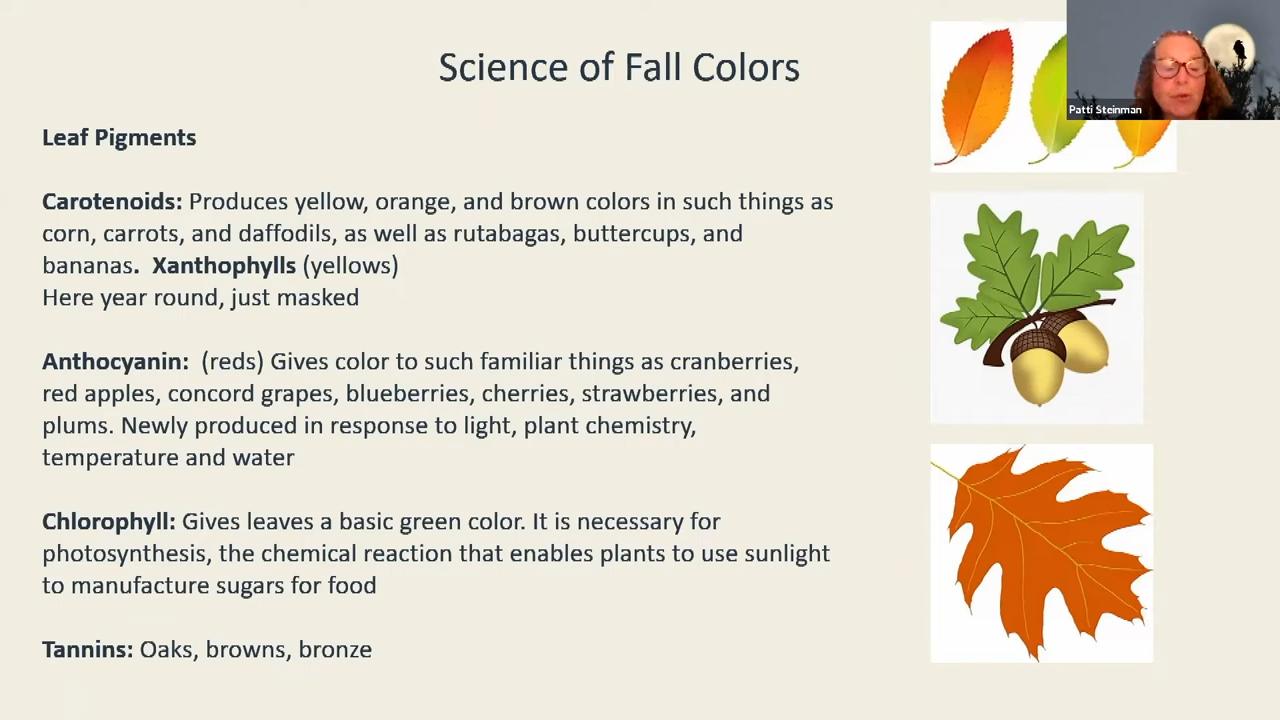 Science of Fall Colors
Patti Steinman
Leaf Pigments
Carotenoids: Produces yellow, orange, and brown colors in such things as
corn, carrots, and daffodils, as well as rutabagas, buttercups, and
bananas.  Xanthophylls (yellows)
Here year round, just masked
Anthocyanin:  (reds) Gives color to such familiar things as cranberries,
red apples, concord grapes, blueberries, cherries, strawberries, and
plums. Newly produced in response to light, plant chemistry,
temperature and water
Chlorophyll: Gives leaves a basic green color. It is necessary for
photosynthesis, the chemical reaction that enables plants to use sunlight
to manufacture sugars for food
Tannins: Oaks, browns, bronze